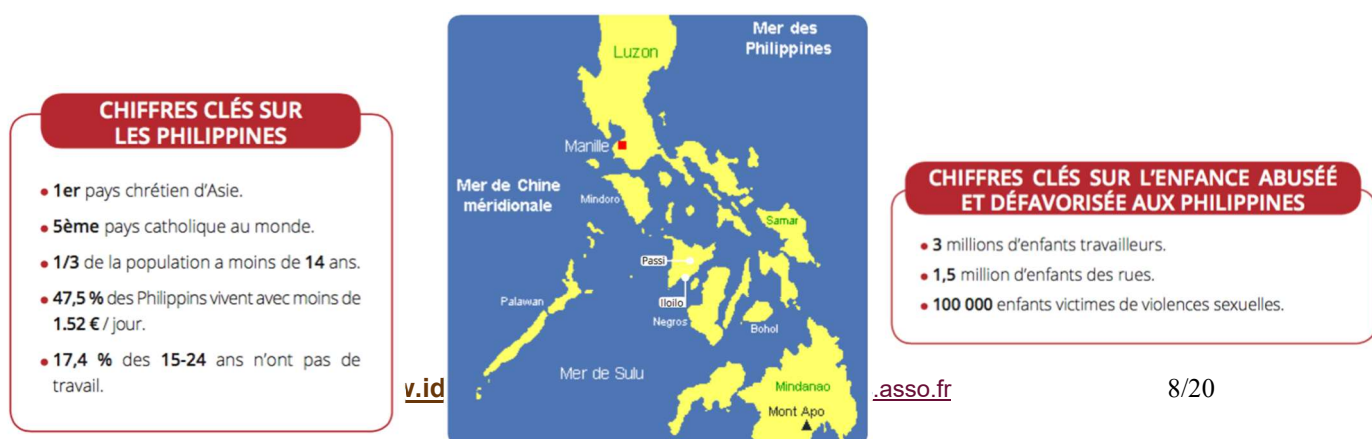 CHIFFRES CLÉS SUR
LES PHILIPPINES
• 1er pays chrétien d'Asie.
• 5ème pays catholique au monde.
• 1/3 de la population a moins de 14 ans.
• 47,5 % des Philippins vivent avec moins de
1.52 € / jour.
• 17,4 % des 15-24 ans n'ont pas de
travail.
Mer des
Philippines
Luzon
Manille
Mer de Chine
méridionale
Mindoro
Samar
Passi
Iloilo
Palawan
Negros
Bohol
Mer de Sulu
Mindanao
Mont Apo
CHIFFRES CLÉS SUR L'ENFANCE ABUSÉÉ
ET DÉFAVORISÉE AUX PHILIPPINES
• 3 millions d'enfants travailleurs.
• 1,5 million d'enfants des rues.
• 100 000 enfants victimes de violences sexuelles.
w.id
.asso.fr
8/20